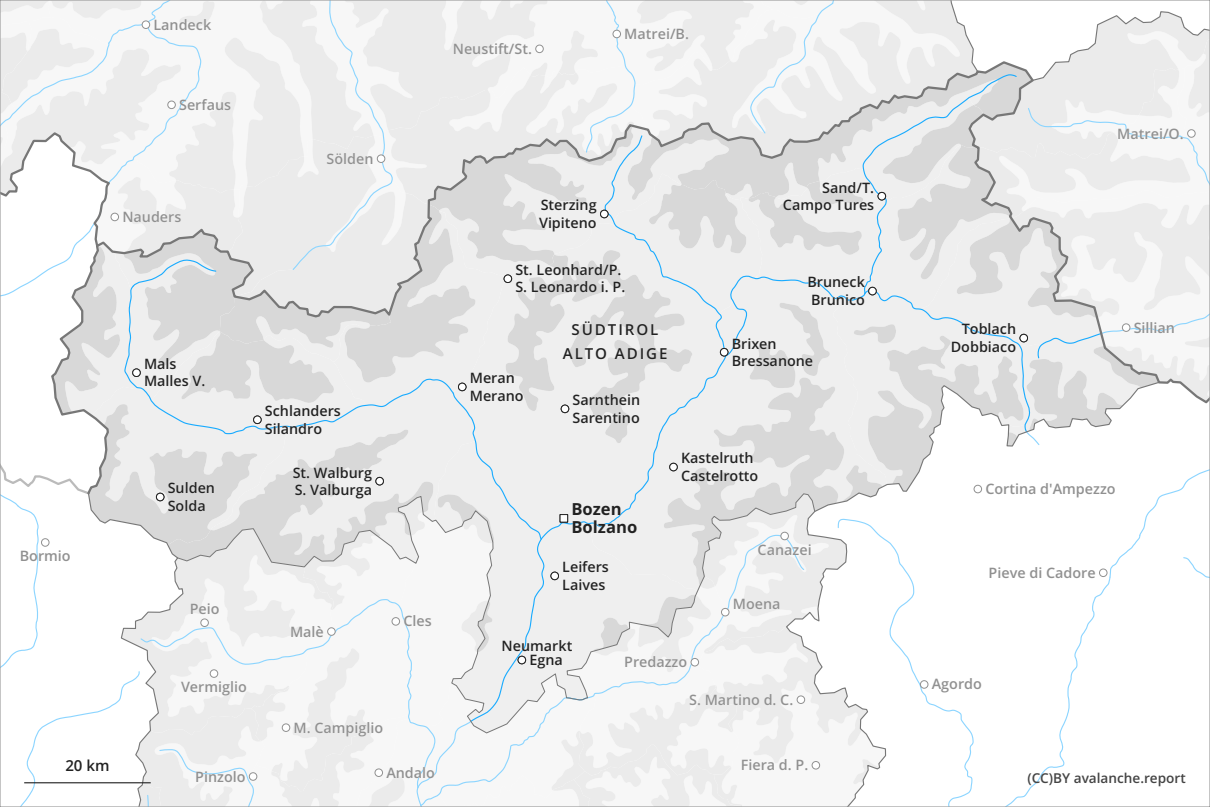 Landeck
Matrei/B.
Neustift/St.
Serfaus
Matrei/O.
Sölden
Sand/T.
Campo Tures
Sterzing
Vipiteno
Nauders
St. Leonhard/P.
S. Leonardo i. P.
Bruneck
Brunico
SÜDTIROL
ALTO ADIGE
Toblach
Dobbiaco
Sillian
Brixen
Bressanone
Mals
Malles V.
Meran
Merano
Schlanders
Silandro
Sarnthein
Sarentino
St. Walburg
S. Valburga
Kastelruth
Castelrotto
Sulden
Solda
Cortina d'Ampezzo
Bozen
Bolzano
Bormio
Canazei
Leifers
Laives
Pieve di Cadore
Peio
Malè
Cles
Moena
Neumarkt
Egna
Predazzo
Vermiglio
Agordo
S. Martino d. C.
M. Campiglio
20 km
Pinzolo
Andalo
Fiera d. P.
(CC)BY avalanche.report